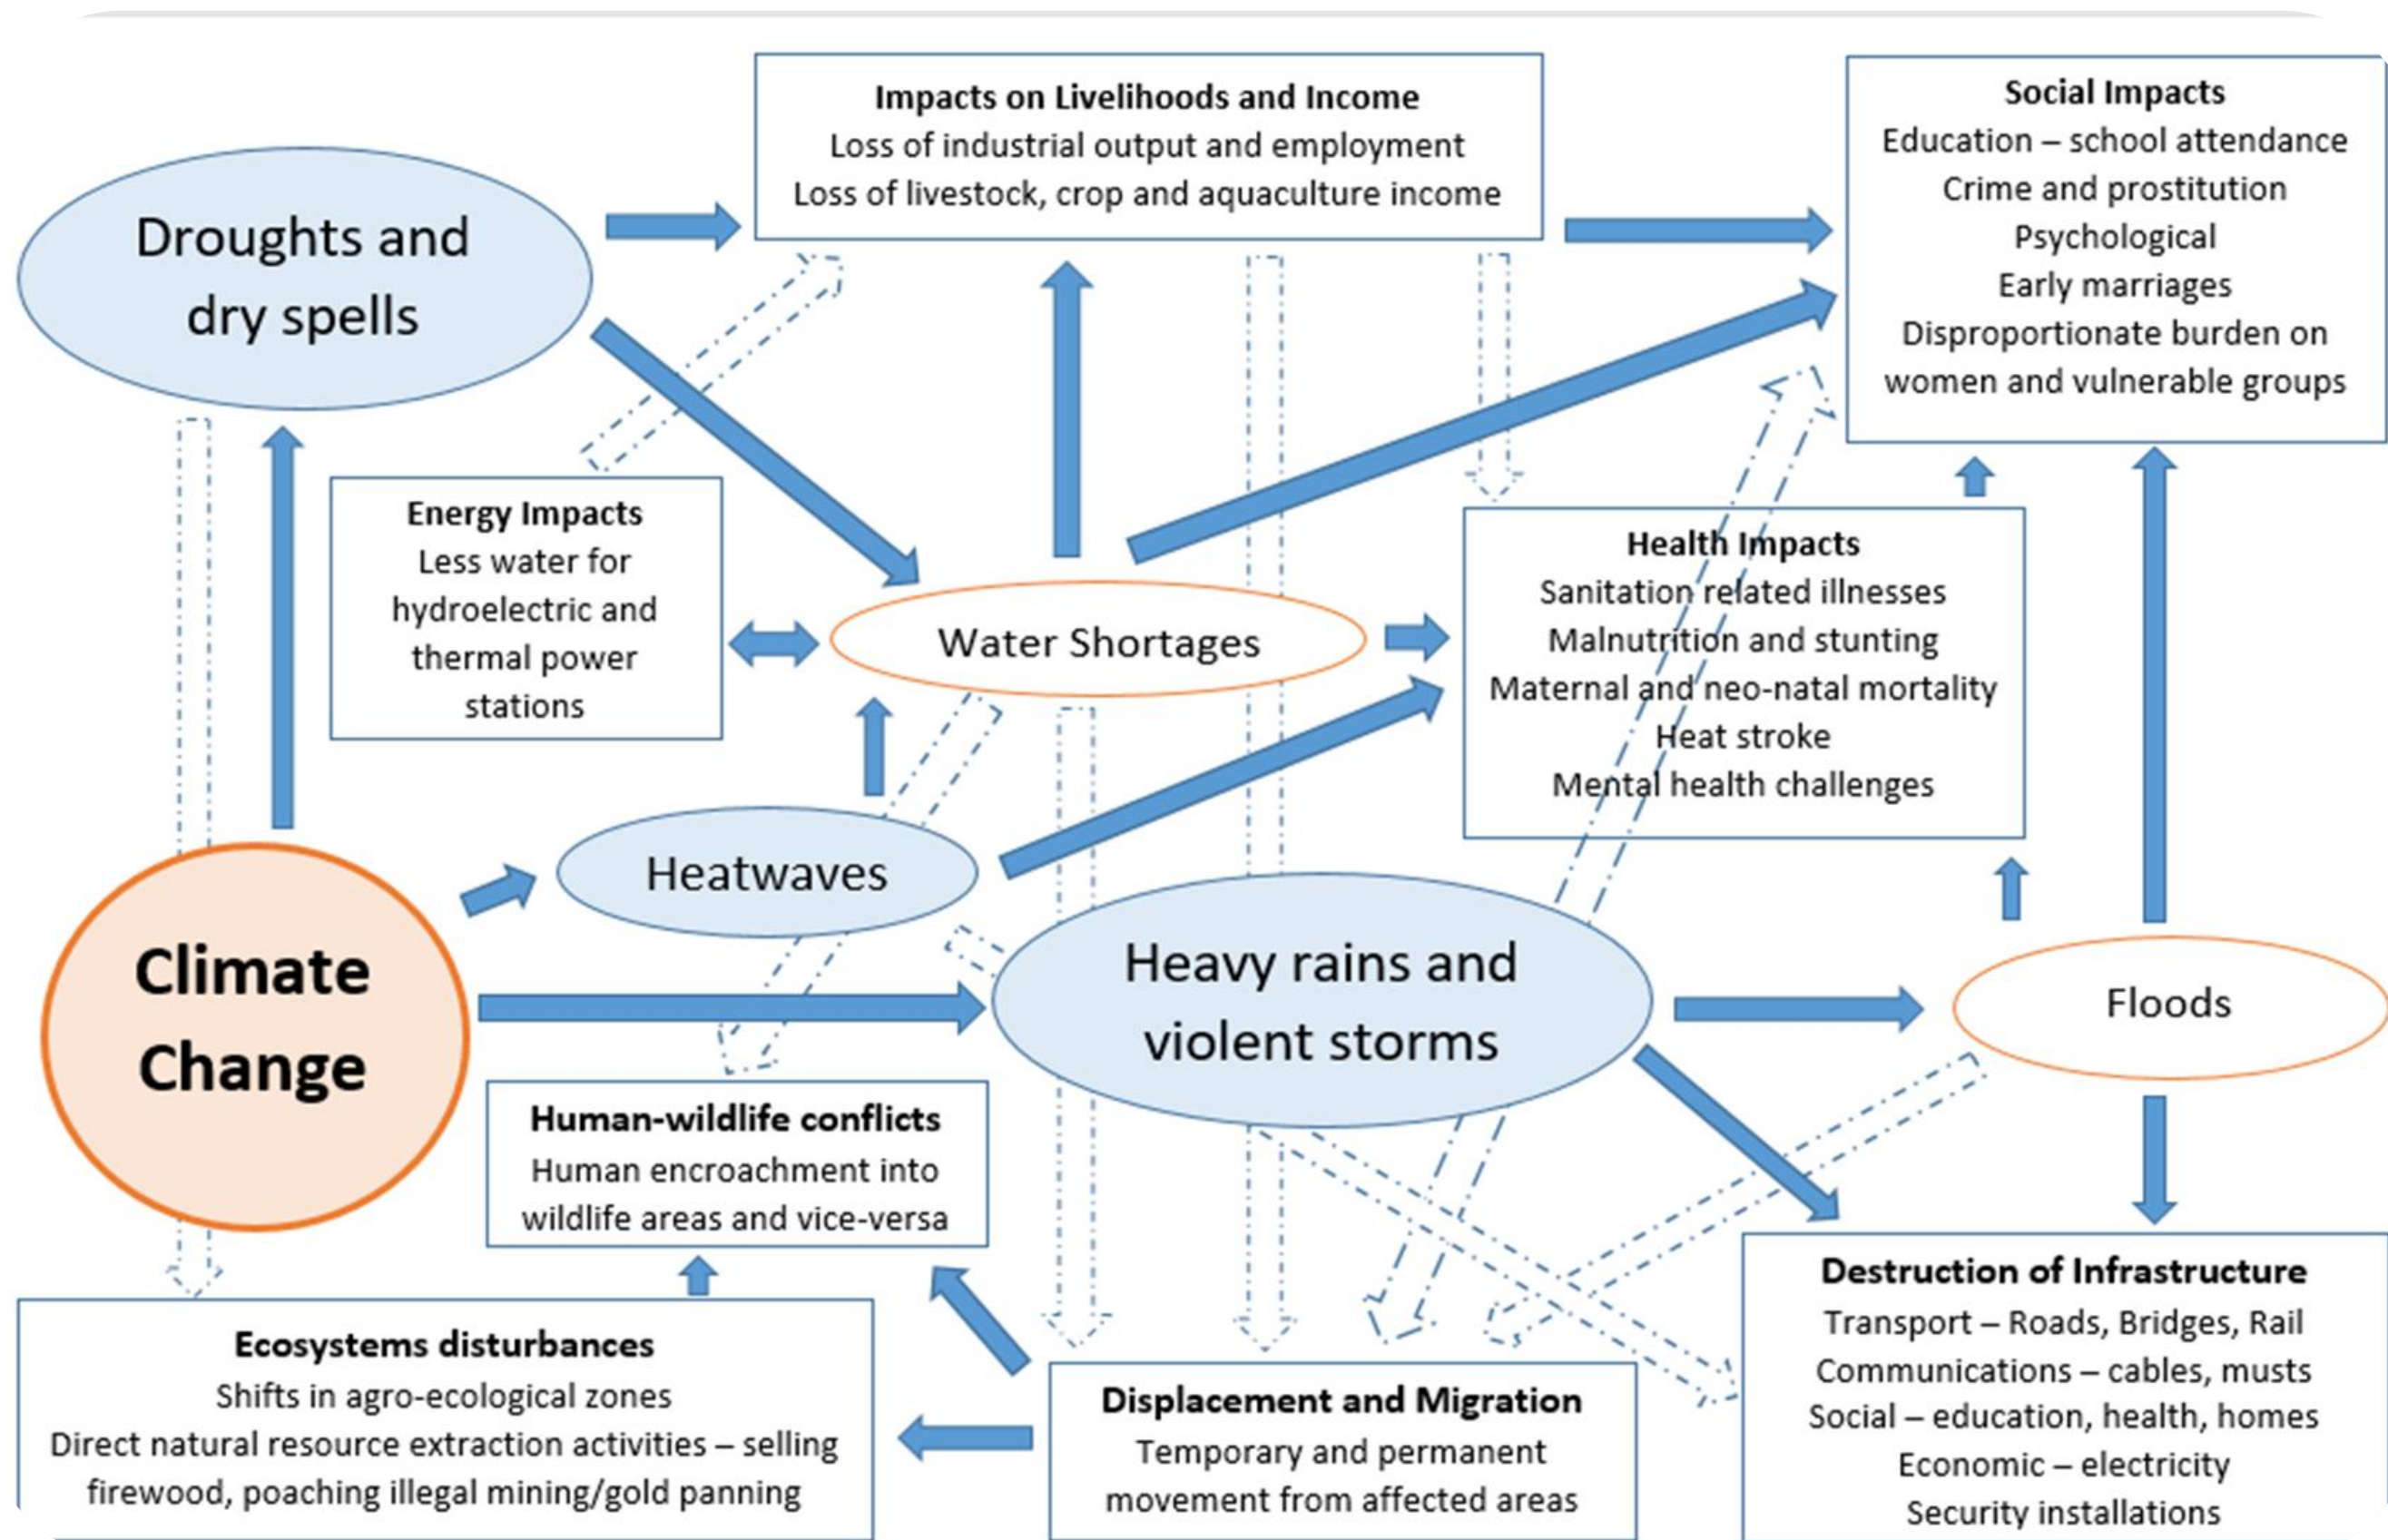 Impacts on Livelihoods and Income
Loss of industrial output and employment
Loss of livestock, crop and aquaculture income
Social Impacts
Education – school attendance
Crime and prostitution
Psychological
Early marriages
Disproportionate burden on
women and vulnerable groups
Droughts and
dry spells
Energy Impacts
Less water for
hydroelectric and
thermal power
stations
Water Shortages
Health Impacts
Sanitation related illnesses
Malnutrition and stunting
Maternal and neo-natal mortality
Heat stroke
Mental health challenges
Heatwaves
Climate
Change
Heavy rains and
violent storms
Floods
Human-wildlife conflicts
Human encroachment into
wildlife areas and vice-versa
Ecosystems disturbances
Shifts in agro-ecological zones
Direct natural resource extraction activities – selling
firewood, poaching illegal mining/gold panning
Displacement and Migration
Temporary and permanent
movement from affected areas
Destruction of Infrastructure
Transport – Roads, Bridges, Rail
Communications – cables, musts
Social – education, health, homes
Economic – electricity
Security installations